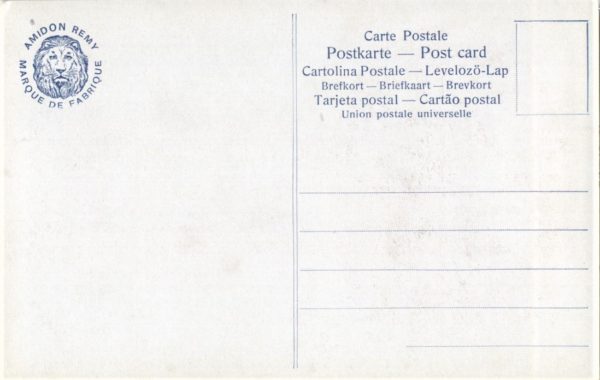 AMIDON REMY
MARQUE DE FABRIQUE
Carte Postale
Postkarte — Post card
Cartolina Postale — Levelozö-Lap
Brefkort — Briefkaart — Brevkort
Tarjeta postal — Cartão postal
Union postale universelle